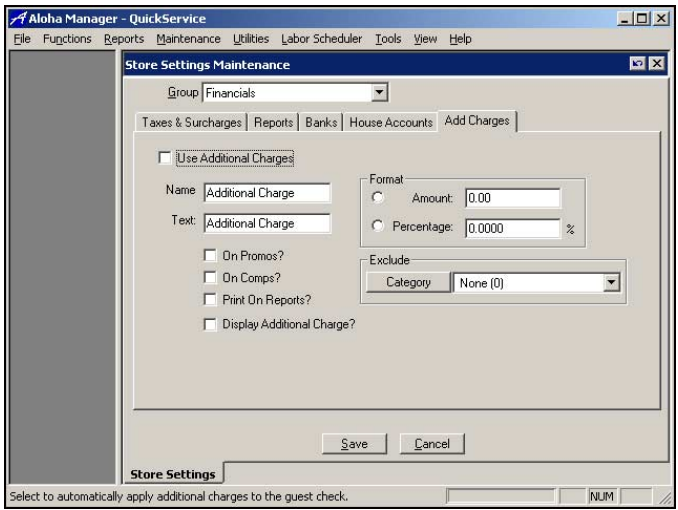 Aloha Manager - QuickService
File Functions Reports Maintenance Utilities Labor Scheduler Tools View Help
Store Settings Maintenance
Group Financials
Taxes & Surcharges Reports Banks House Accounts Add Charges
Use Additional Charges
Name Additional Charge
Text: Additional Charge
On Promos?
On Comps?
Print On Reports?
Display Additional Charge?
Format
Amount: 0.00
Percentage: 0.0000 %
Exclude
Category None (0)
Save Cancel
Store Settings
Select to automatically apply additional charges to the guest check. NUM